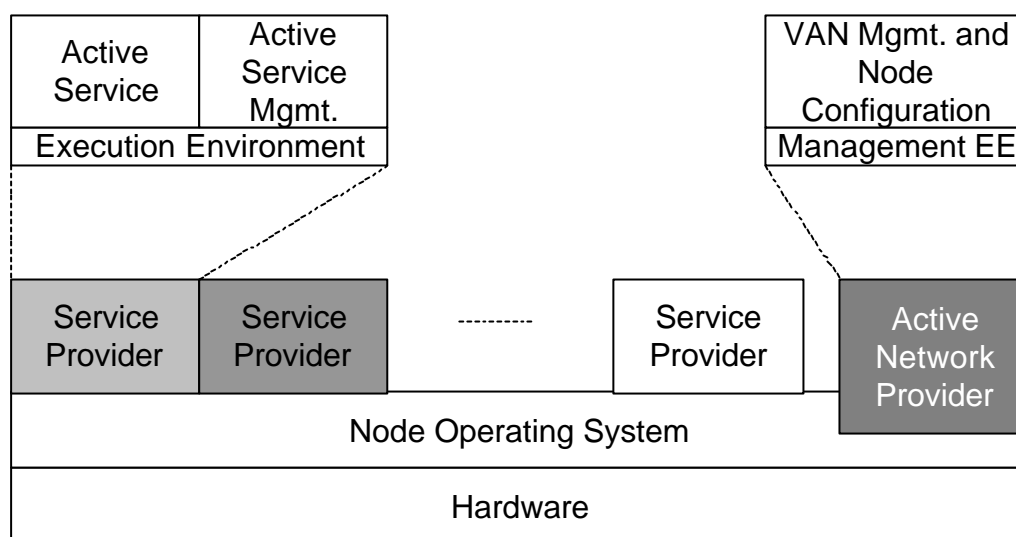 Active
Service
Active
Service
Mgmt.
VAN Mgmt. and
Node
Configuration
Execution Environment
Management EE
Service
Provider
Service
Provider
Service
Provider
Active
Network
Provider
Node Operating System
Hardware